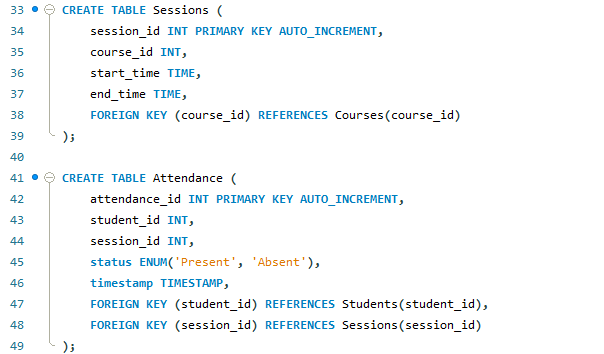 33 CREATE TABLE Sessions (
34 session_id INT PRIMARY KEY AUTO_INCREMENT,
35 course_id INT,
36 start_time TIME,
37 end_time TIME,
38 FOREIGN KEY (course_id) REFERENCES Courses(course_id)
39 );
40
41 CREATE TABLE Attendance (
42 attendance_id INT PRIMARY KEY AUTO_INCREMENT,
43 student_id INT,
44 session_id INT,
45 status ENUM('Present', 'Absent'),
46 timestamp TIMESTAMP,
47 FOREIGN KEY (student_id) REFERENCES Students(student_id),
48 FOREIGN KEY (session_id) REFERENCES Sessions(session_id)
49 );